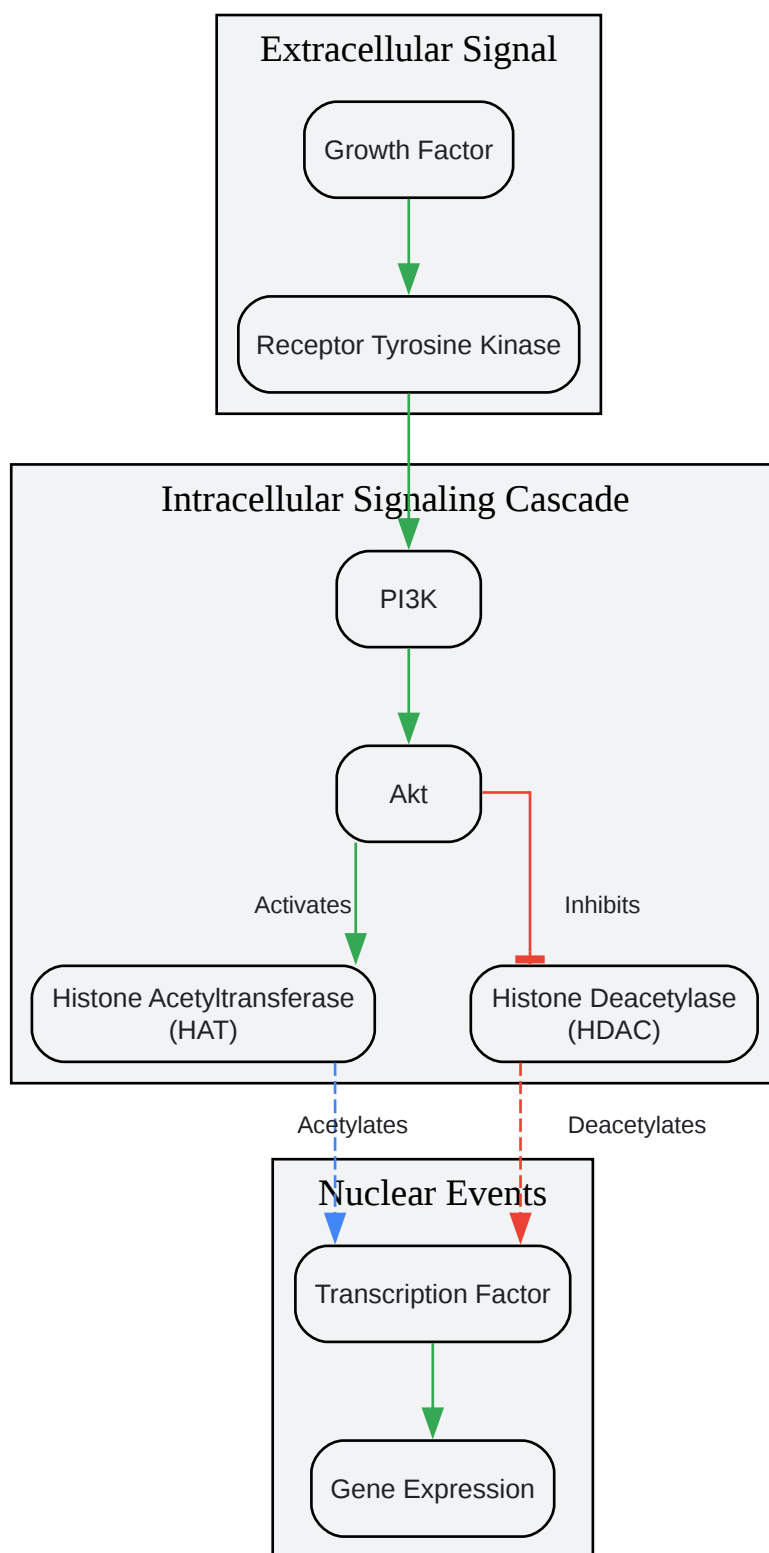 Extracellular Signal
Growth Factor
Receptor Tyrosine Kinase
Intracellular Signaling Cascade
PI3K
Akt
Activates
Inhibits
Histone Acetyltransferase
(HAT)
Histone Deacetylase
(HDAC)
Acetylates
Deacetylates
Nuclear Events
Transcription Factor
Gene Expression